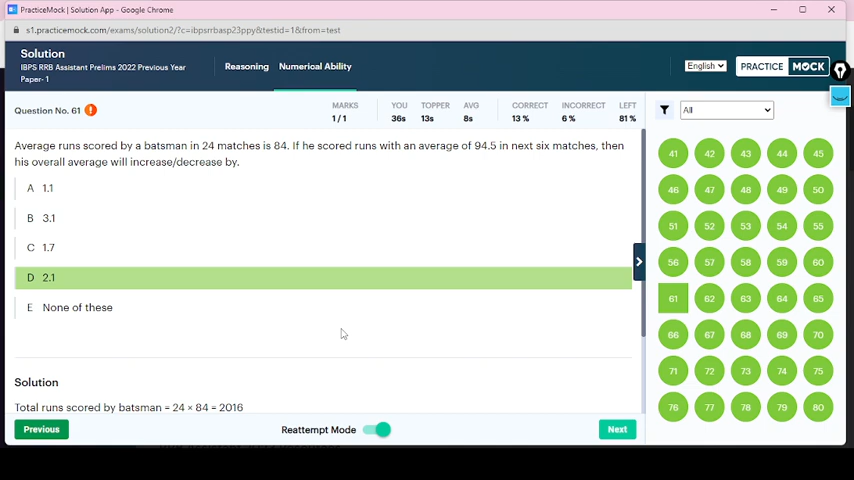 PracticeMock | Solution App - Google Chrome
s1.practicemock.com/exams/solution2/?c=ibpsrrbasp23ppy&testid=1&from=test
Solution
IBPS RRB Assistant Prelims 2022 Previous Year
Paper- 1
Reasoning Numerical Ability
English
PRACTICE MOCK
Question No. 61
MARKS YOU TOPPER AVG CORRECT INCORRECT LEFT
1 / 1 36s 13s 8s 13 % 6 % 81 %
All
Average runs scored by a batsman in 24 matches is 84. If he scored runs with an average of 94.5 in next six matches, then
his overall average will increase/decrease by.
A 1.1
B 3.1
C 1.7
D 2.1
E None of these
Solution
Total runs scored by batsman = 24 × 84 = 2016
Previous
Reattempt Mode
Next
41 42 43 44 45
46 47 48 49 50
51 52 53 54 55
56 57 58 59 60
61 62 63 64 65
66 67 68 69 70
71 72 73 74 75
76 77 78 79 80